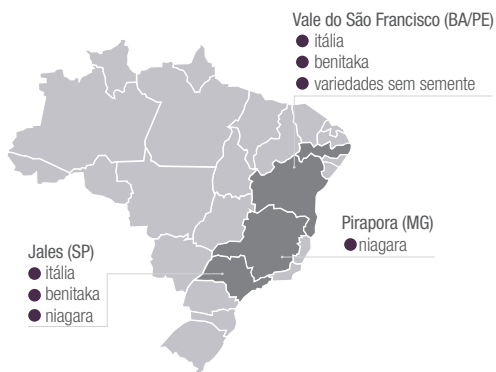 Vale do São Francisco (BA/PE)
itália
benitaka
variedades sem semente
Pirapora (MG)
niagara
Jales (SP)
itália
benitaka
niagara